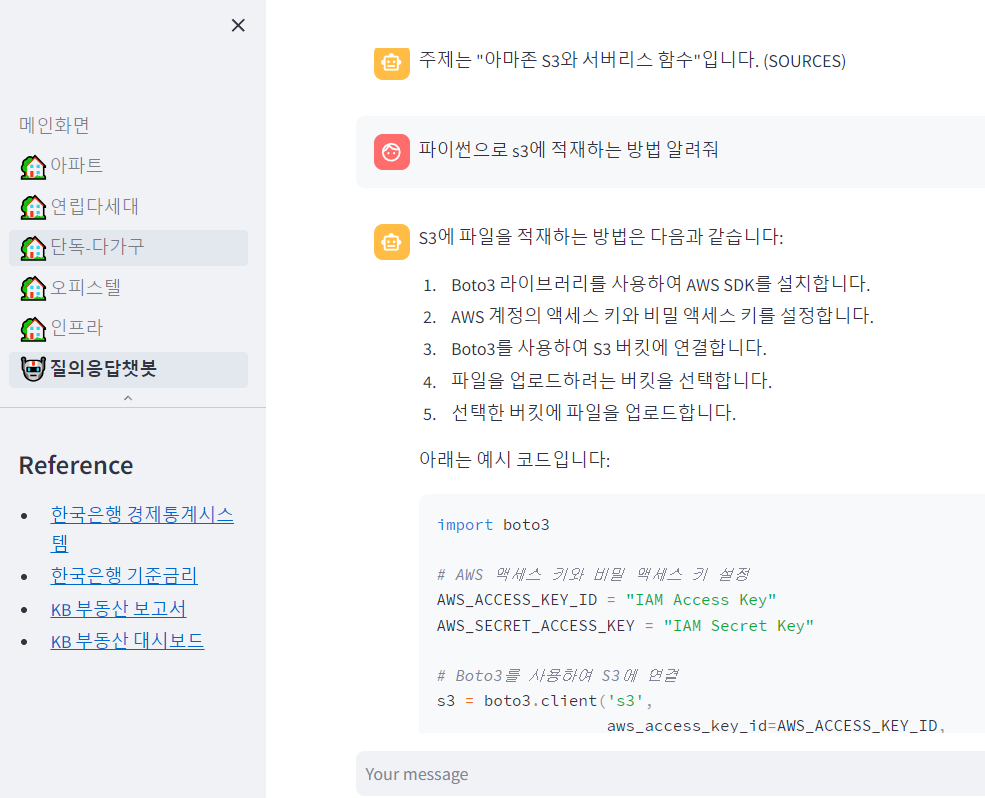 메인화면
아파트
연립다세대
단독-다가구
오피스텔
인프라
질의응답챗봇
Reference
한국은행 경제통계시스
템
한국은행 기준금리
KB 부동산 보고서
KB 부동산 대시보드
주제는 "아마존 S3와 서버리스 함수"입니다. (SOURCES)
파이썬으로 s3에 적재하는 방법 알려줘
S3에 파일을 적재하는 방법은 다음과 같습니다:
1. Boto3 라이브러리를 사용하여 AWS SDK를 설치합니다.
2. AWS 계정의 액세스 키와 비밀 액세스 키를 설정합니다.
3. Boto3를 사용하여 S3 버킷에 연결합니다.
4. 파일을 업로드하려는 버킷을 선택합니다.
5. 선택한 버킷에 파일을 업로드합니다.
아래는 예시 코드입니다:
import boto3
# AWS 액세스 키와 비밀 액세스 키 설정
AWS_ACCESS_KEY_ID = "IAM Access Key"
AWS_SECRET_ACCESS_KEY = "IAM Secret Key"
# Boto3를 사용하여 S3에 연결
s3 = boto3.client('s3',
aws_access_key_id=AWS_ACCESS_KEY_ID,
Your message